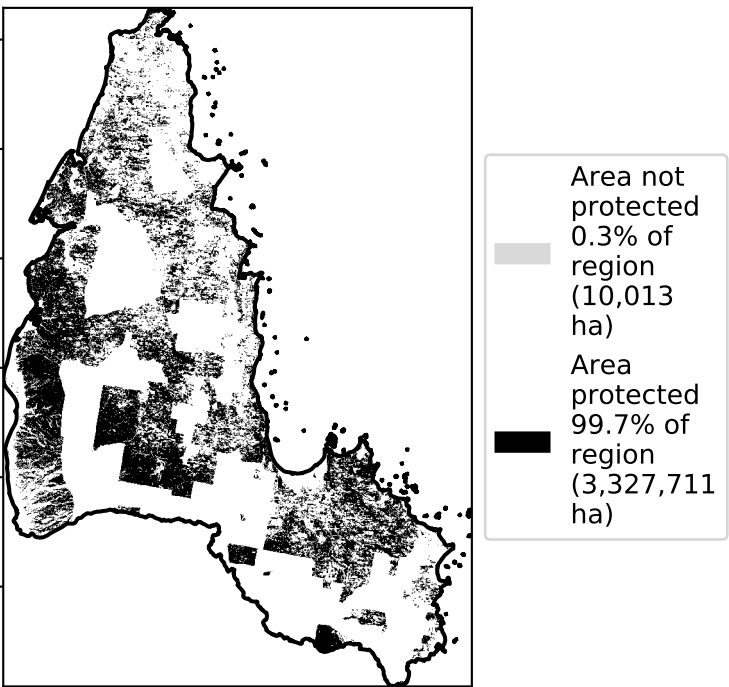 Area not
protected
0.3% of
region
(10,013
ha)
Area
protected
99.7% of
region
(3,327,711
ha)